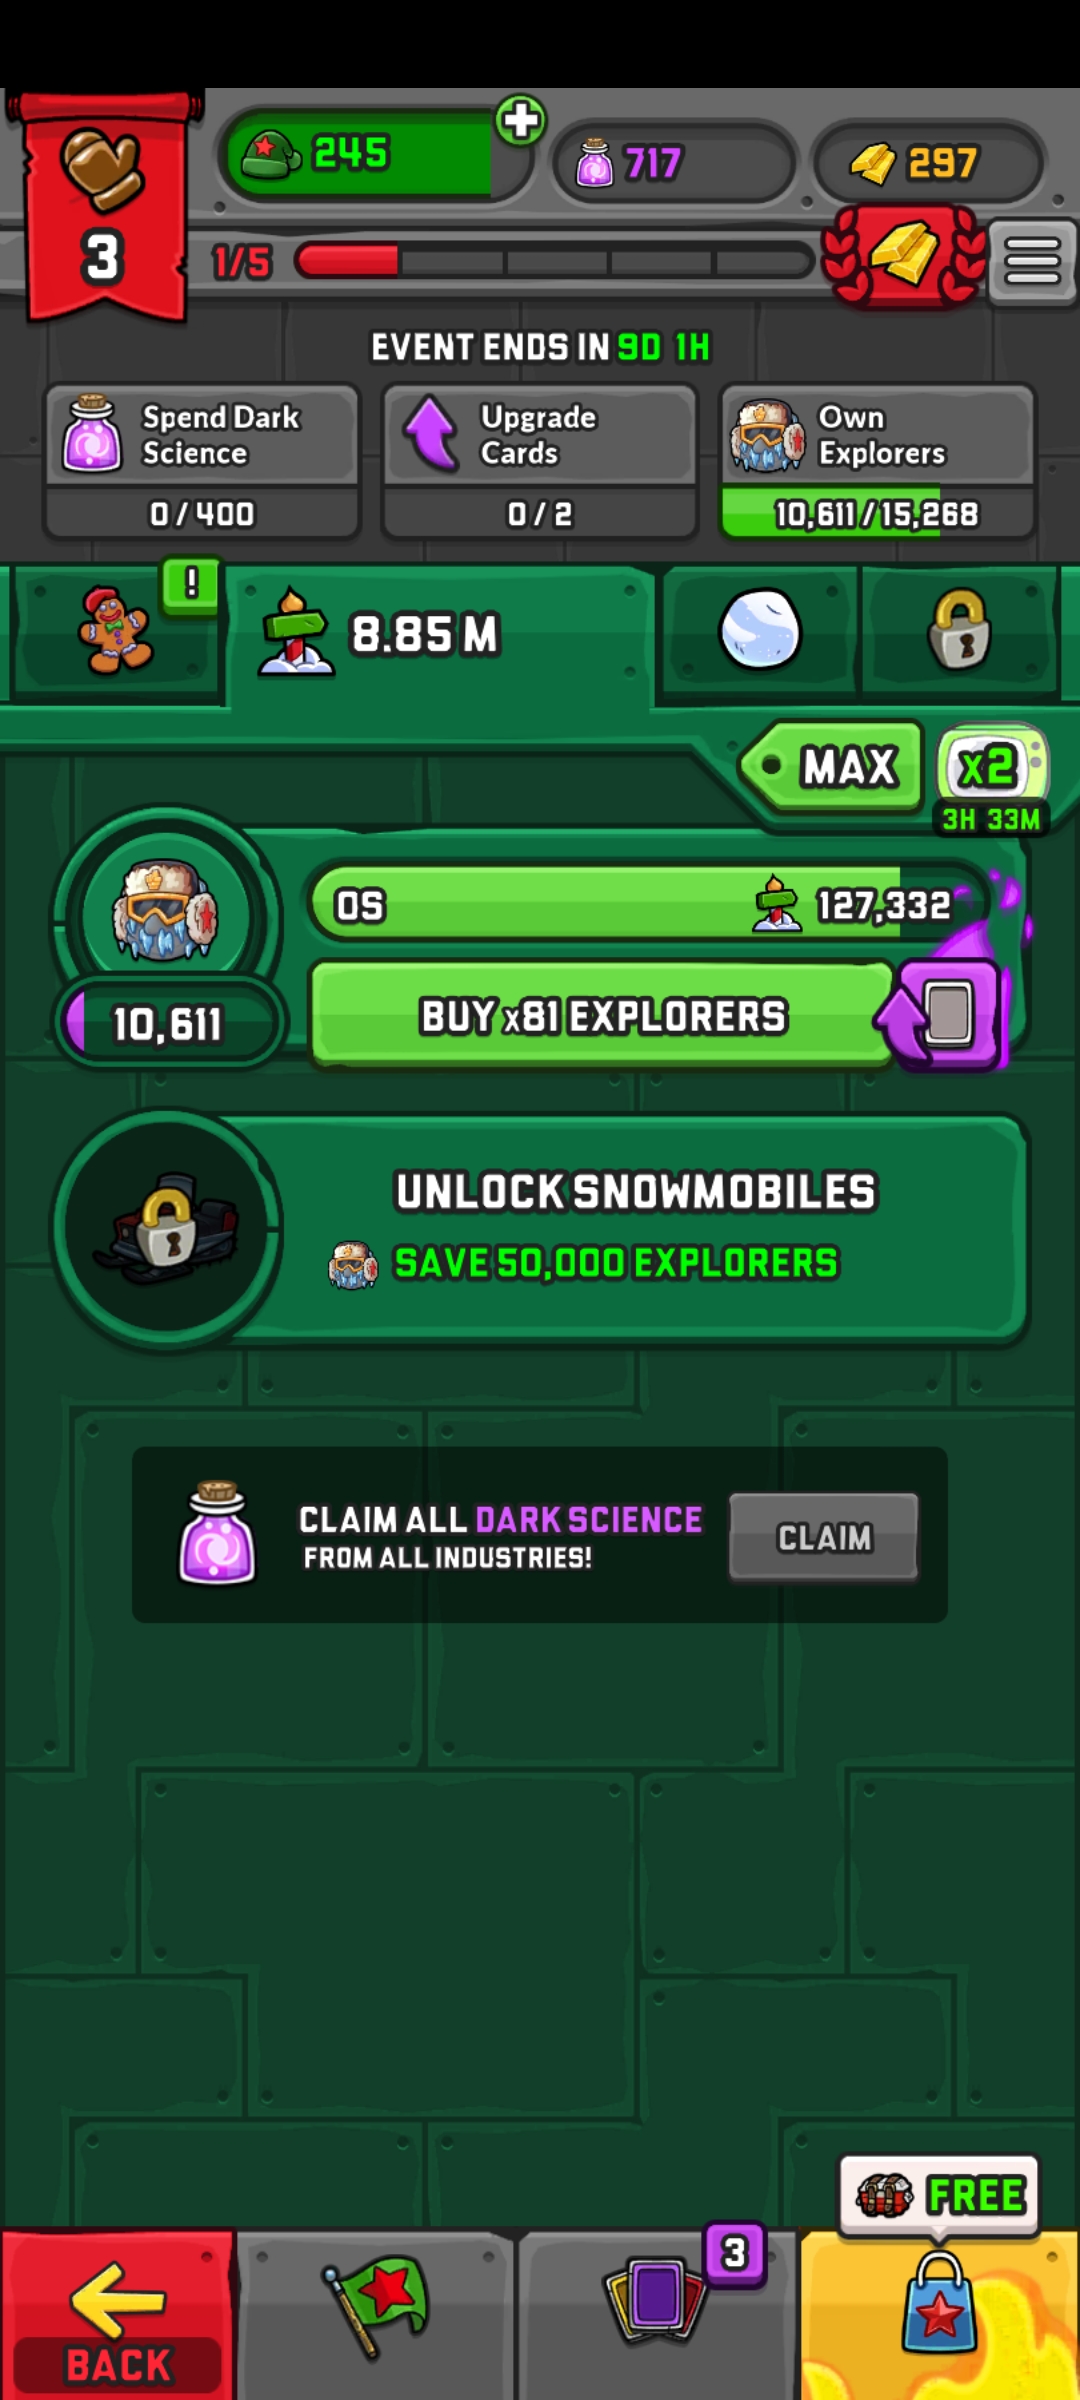 245
717
297
3
1/5
EVENT ENDS IN 9D 1H
Spend Dark
Science
0 / 400
Upgrade
Cards
0 / 2
Own
Explorers
10,611 / 15,268
!
8.85 M
MAX
x2
3H 33M
0S
127,332
10,611
BUY x81 EXPLORERS
UNLOCK SNOWMOBILES
SAVE 50,000 EXPLORERS
CLAIM ALL DARK SCIENCE
FROM ALL INDUSTRIES!
CLAIM
FREE
3
BACK